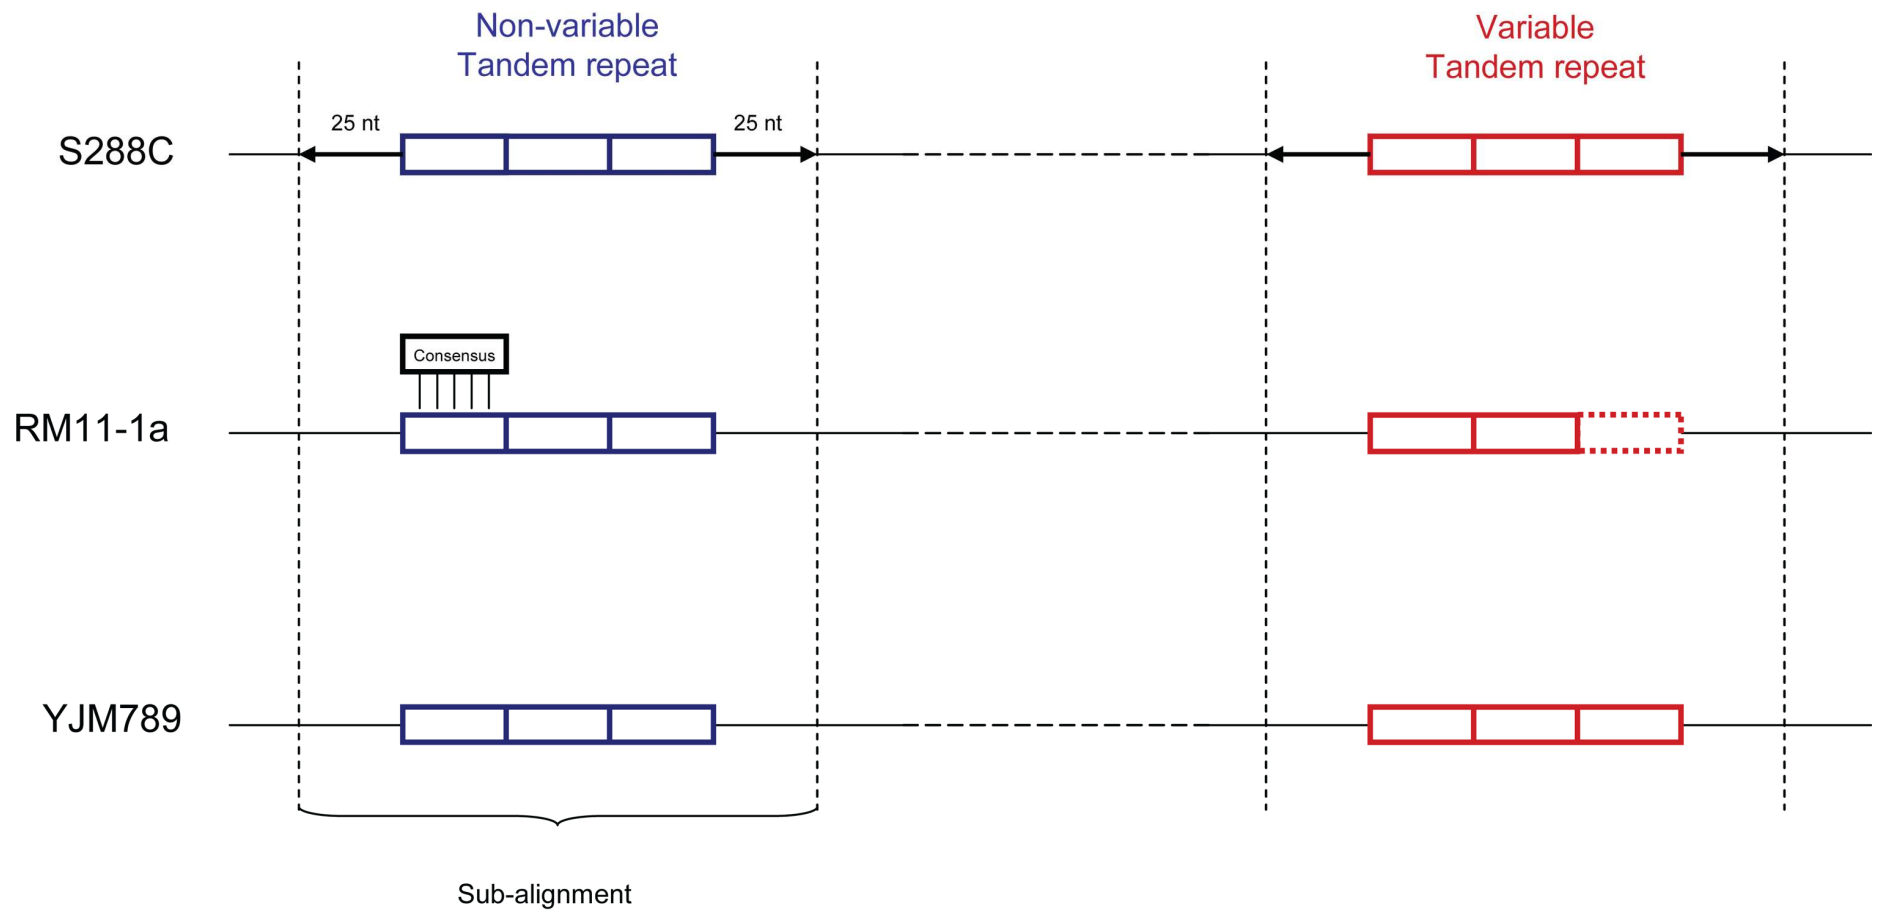 Non-variable
Tandem repeat
Variable
Tandem repeat
25 nt
25 nt
S288C
Consensus
RM11-1a
YJM789
Sub-alignment